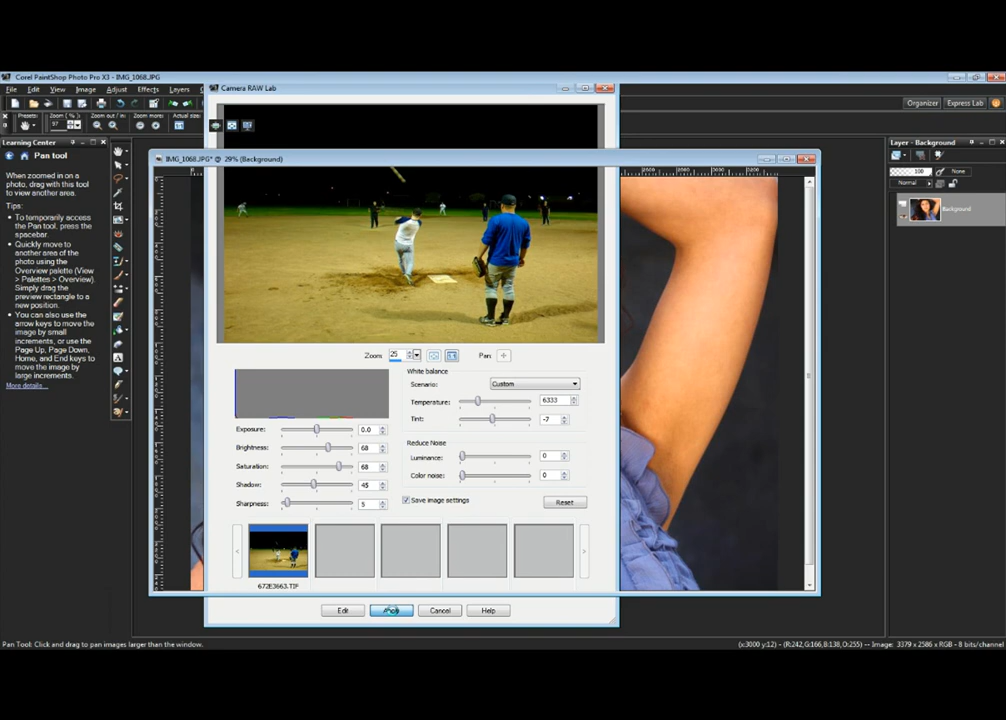 Corel PaintShop Photo Pro X3 - IMG_1068.JPG
File Edit View Image Adjust Effects Layers
Camera RAW Lab
Presets: Zoom (%): Zoom out / in: Zoom more: Actual size:
97
Organizer Express Lab
Learning Center
Pan tool
When zoomed in on a
photo, drag with this
tool to view another
area.
Tips:
To temporarily access
the Pan tool, press the
spacebar.
Quickly move to
another area of the
photo using the
Overview palette (View
> Palettes > Overview).
Simply drag the
preview rectangle to a
new position.
You can also use the
arrow keys to move the
image by small
increments, or use the
Page Up, Page Down,
Home, and End keys to
move the image by
large increments.
More details...
IMG_1068.JPG* @ 29% (Background)
Layer - Background
100 None
Normal
Background
Zoom: 25 Pan:
White balance
Scenario: Custom
Temperature: 6333
Tint: -7
Exposure: 0.0
Brightness: 68
Saturation: 68
Shadow: 45
Sharpness: 5
Reduce Noise
Luminance: 0
Color noise: 0
Save image settings Reset
672E3663.TIF
Edit Apply Cancel Help
Pan Tool: Click and drag to pan images larger than the window.
(x:3000 y:12) -- (R:242,G:166,B:138,O:255) -- Image: 3379 x 2586 x RGB - 8 bits/channel